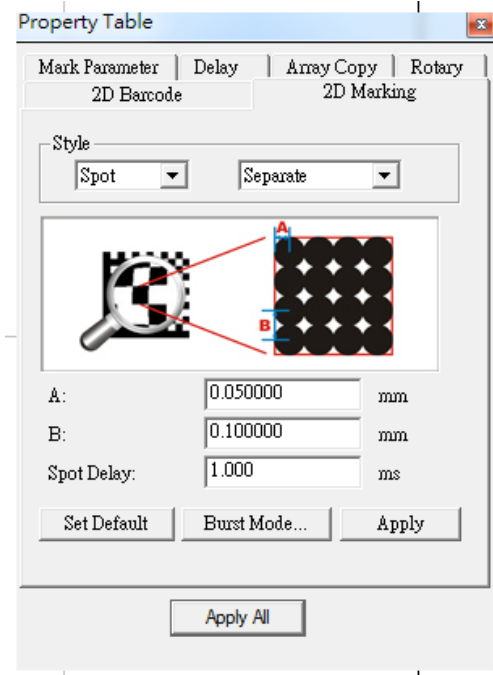 Property Table
Mark Parameter Delay Array Copy Rotary
2D Barcode 2D Marking
Style
Spot Separate
A
B
A: 0.050000 mm
B: 0.100000 mm
Spot Delay: 1.000 ms
Set Default Burst Mode... Apply
Apply All